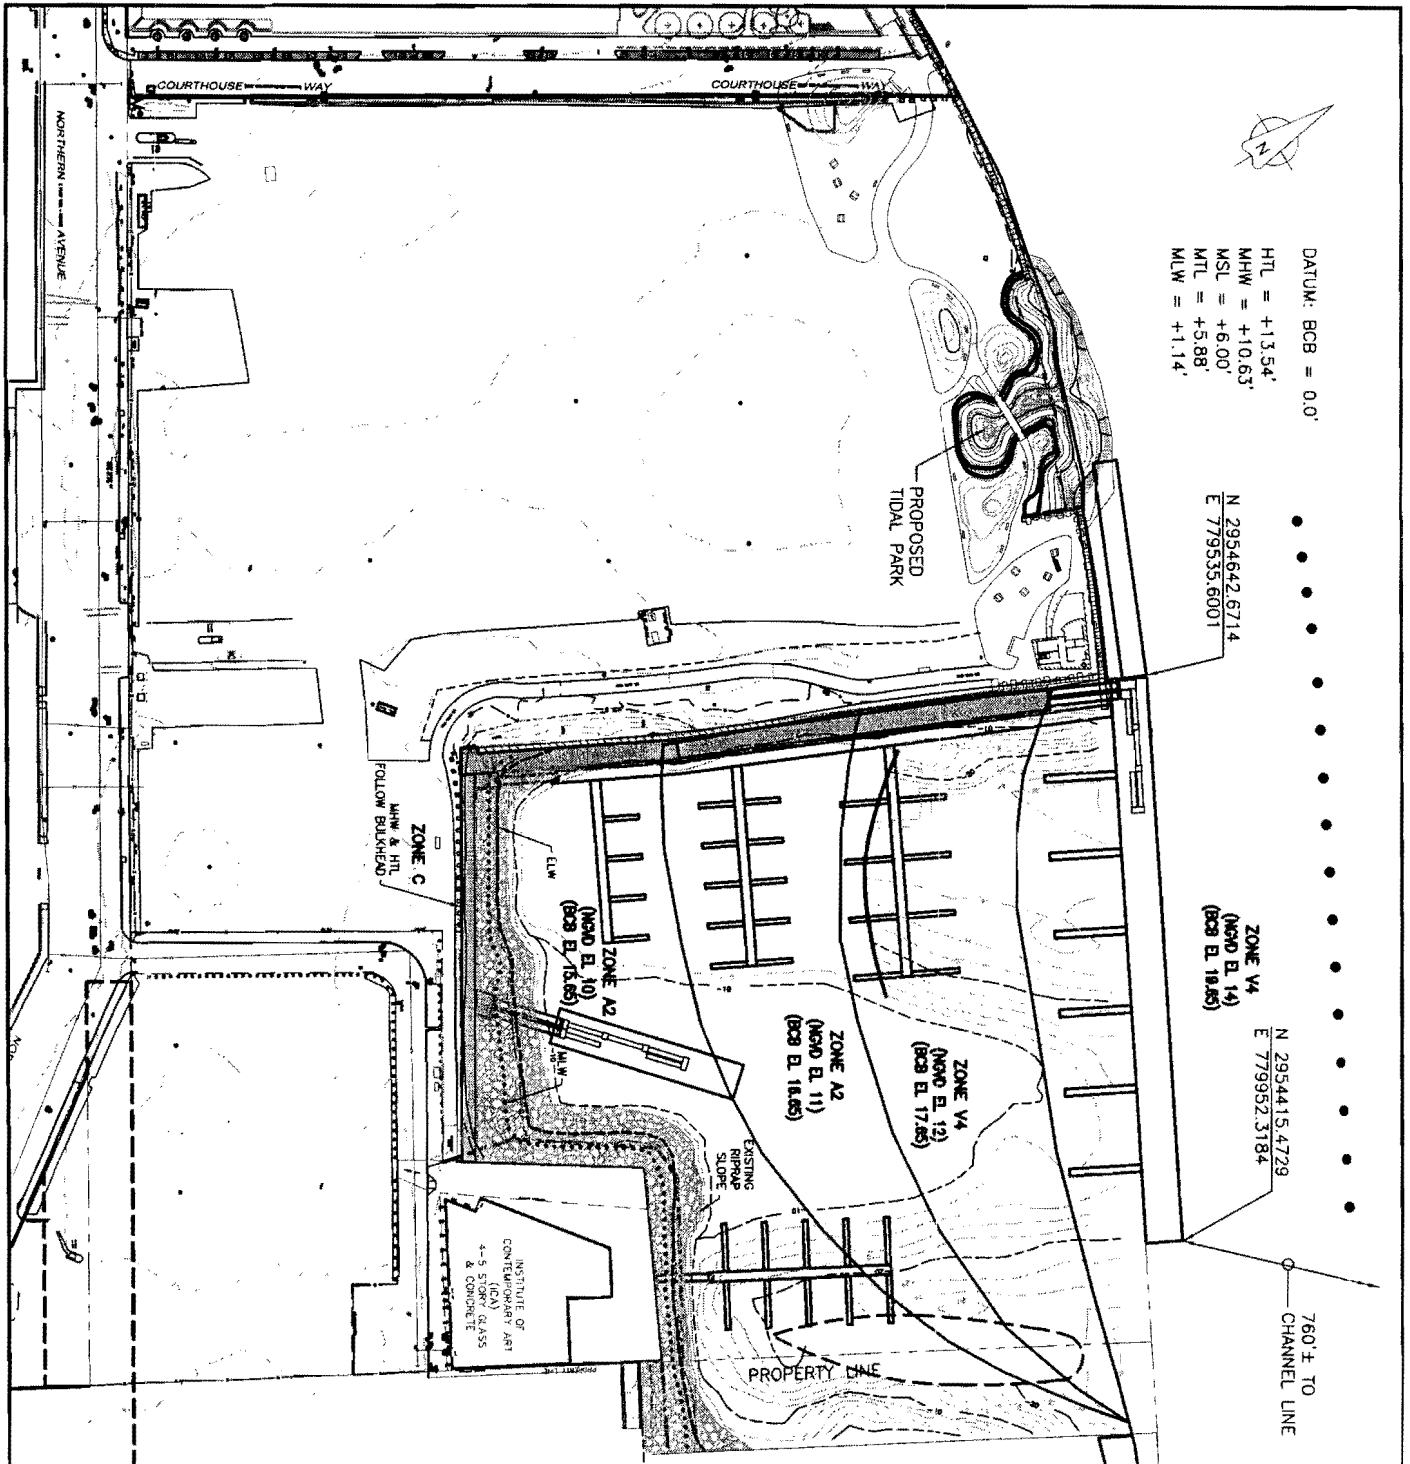 COURTHOUSE WAY
COURTHOUSE WAY
NORTHERN AVENUE
N
DATUM: BCB = 0.0'
HTL = +13.54'
MHW = +10.63'
MSL = +6.00'
MTL = +5.88'
MLW = +1.14'
PROPOSED
TIDAL PARK
N 2954642.6714
E 779535.6001
ZONE V4
(NGVD EL 14)
(BCB EL 19.65)
N 2954415.4729
E 779952.3184
760'± TO
CHANNEL LINE
ZONE C
MHW & HTL
FOLLOW BULKHEAD
ELW
ZONE A2
(NGVD EL 10)
(BCB EL 15.65)
MLW
ZONE A2
(NGVD EL 11)
(BCB EL 16.65)
ZONE V4
(NGVD EL 12)
(BCB EL 17.65)
EXISTING
RIPRAP
SLOPE
INSTITUTE OF
CONTEMPORARY ART
(ICA)
4-5 STORY GLASS
& CONCRETE
PROPERTY LINE
PROPERTY LINE